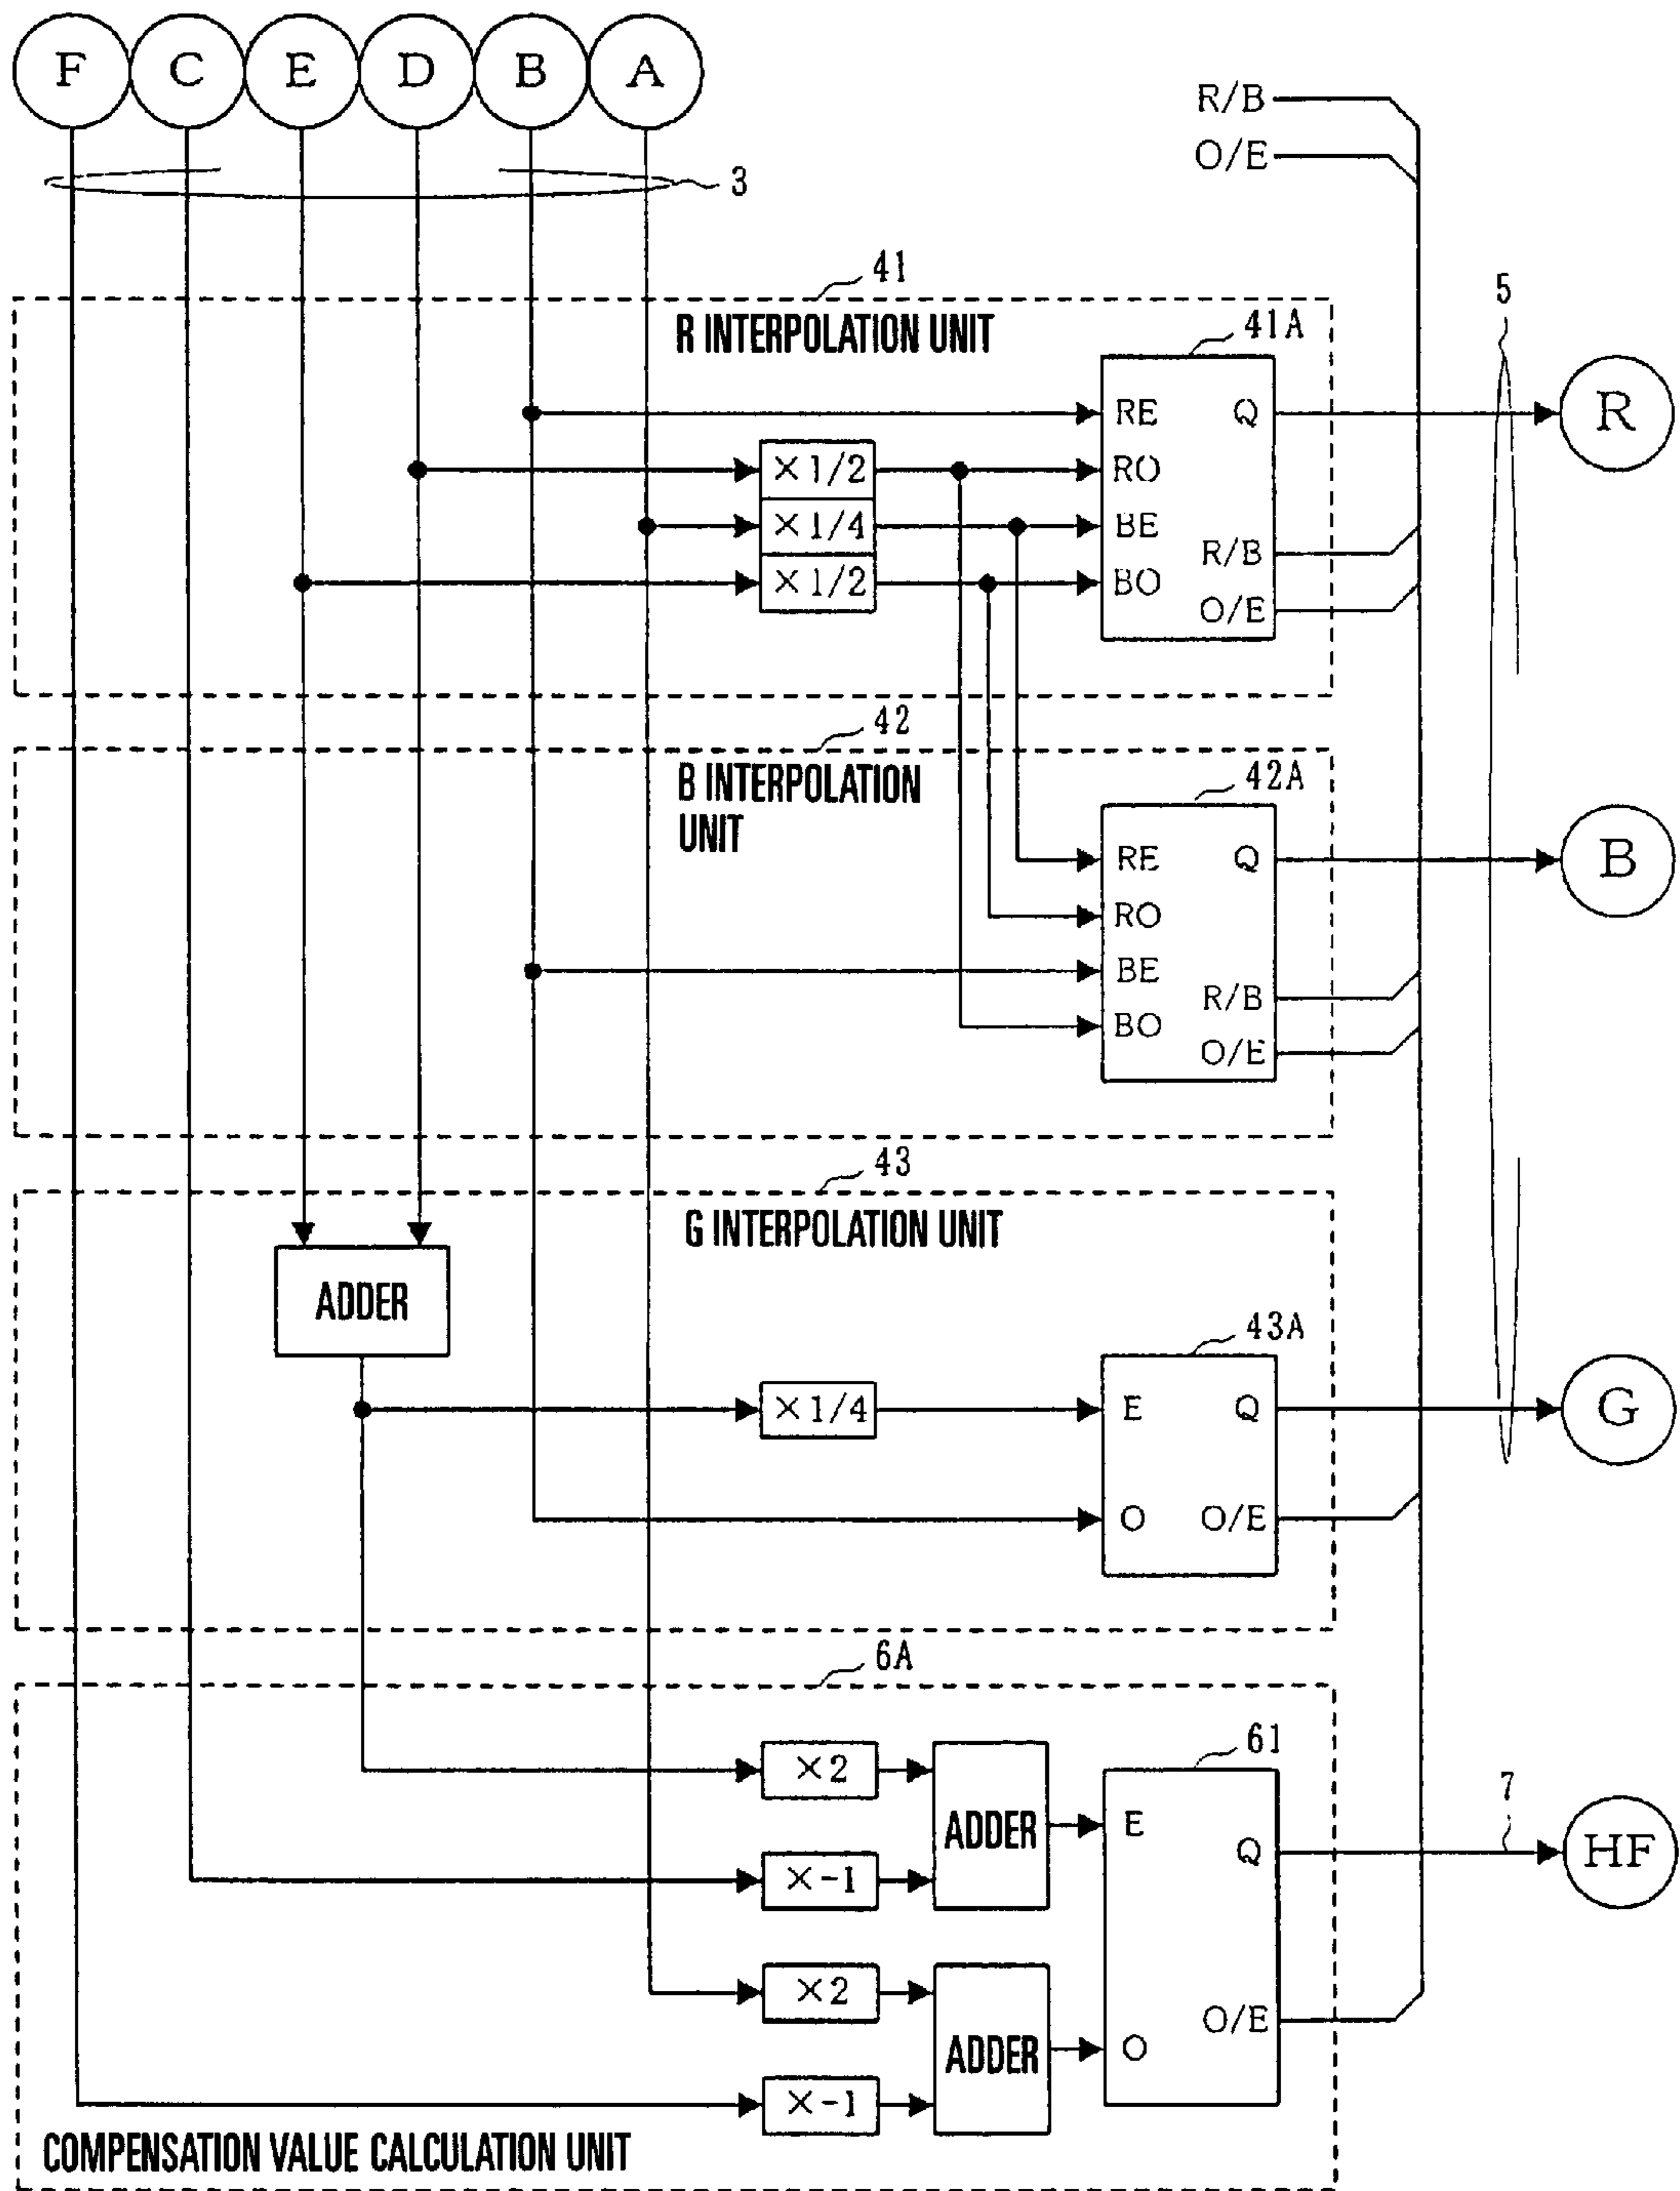 F C E D B A
R/B
O/E
3
41
5
R INTERPOLATION UNIT
41A
RE Q
R
×1/2 RO
×1/4 BE
R/B
×1/2 BO
O/E
42
B INTERPOLATION
UNIT
42A
RE Q
B
RO
BE
R/B
BO
O/E
43
G INTERPOLATION UNIT
ADDER
43A
×1/4 E Q
G
O O/E
6A
61
×2
ADDER
E
7
Q
HF
×-1
×2
ADDER
O/E
O
×-1
COMPENSATION VALUE CALCULATION UNIT